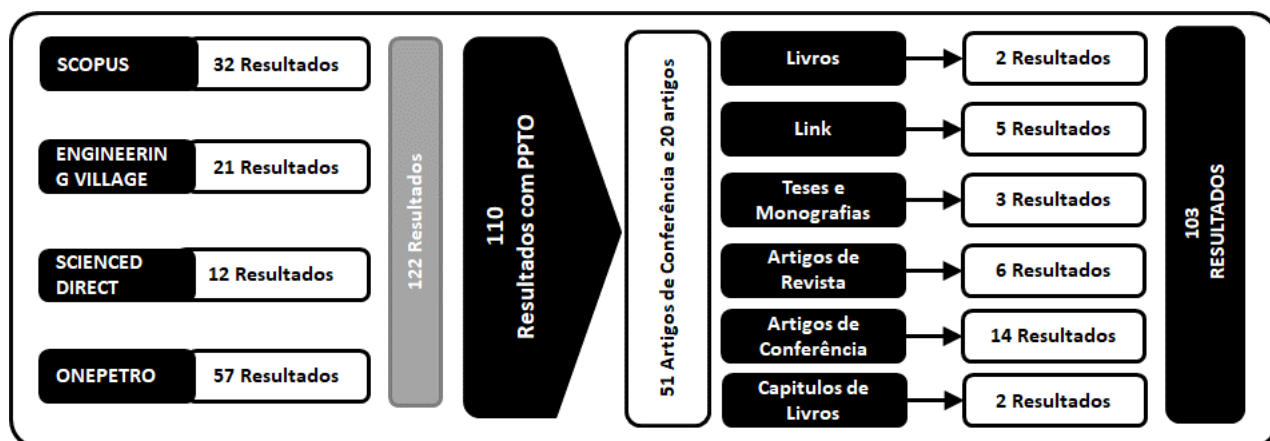 SCOPUS
32 Resultados
ENGINEERIN
G VILLAGE
21 Resultados
SCIENCED
DIRECT
12 Resultados
ONEPETRO
57 Resultados
122 Resultados
110
Resultados com PPTO
51 Artigos de Conferência e 20 artigos
Livros
2 Resultados
Link
5 Resultados
Teses e
Monografias
3 Resultados
Artigos de
Revista
6 Resultados
Artigos de
Conferência
14 Resultados
Capitulos de
Livros
2 Resultados
103
RESULTADOS